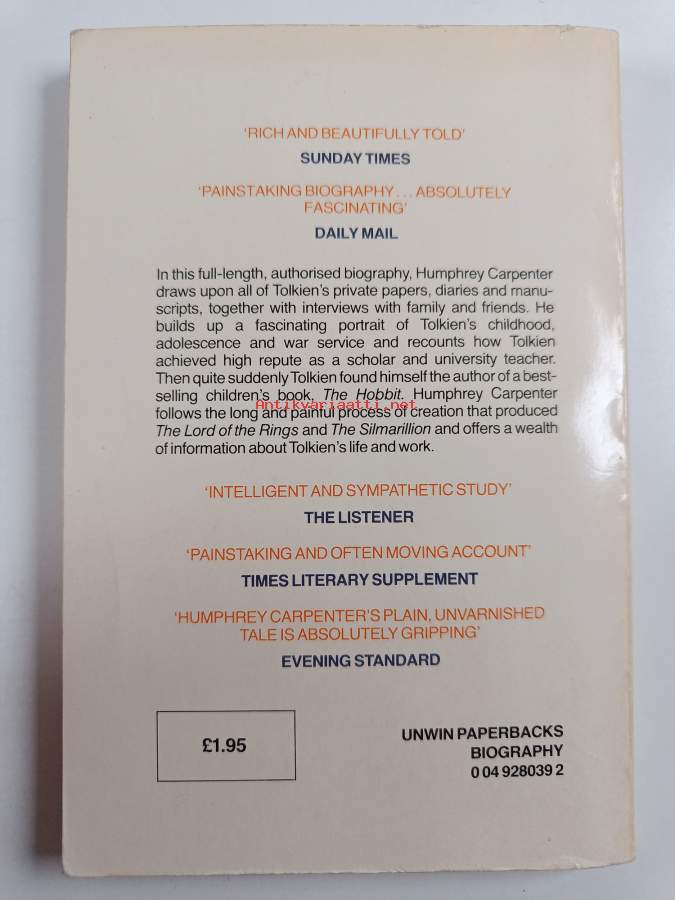 ‘RICH AND BEAUTIFULLY TOLD’
SUNDAY TIMES
‘PAINSTAKING BIOGRAPHY... ABSOLUTELY
FASCINATING’
DAILY MAIL
In this full-length, authorised biography, Humphrey Carpenter
draws upon all of Tolkien’s private papers, diaries and manu-
scripts, together with interviews with family and friends. He
builds up a fascinating portrait of Tolkien’s childhood,
adolescence and war service and recounts how Tolkien
achieved high repute as a scholar and university teacher.
Then quite suddenly Tolkien found himself the author of a best-
selling children’s book, The Hobbit. Humphrey Carpenter
Antikvariaatti.net
follows the long and painful process of creation that produced
The Lord of the Rings and The Silmarillion and offers a wealth
of information about Tolkien’s life and work.
‘INTELLIGENT AND SYMPATHETIC STUDY’
THE LISTENER
‘PAINSTAKING AND OFTEN MOVING ACCOUNT’
TIMES LITERARY SUPPLEMENT
‘HUMPHREY CARPENTER’S PLAIN, UNVARNISHED
TALE IS ABSOLUTELY GRIPPING’
EVENING STANDARD
£1.95
UNWIN PAPERBACKS
BIOGRAPHY
0 04 928039 2